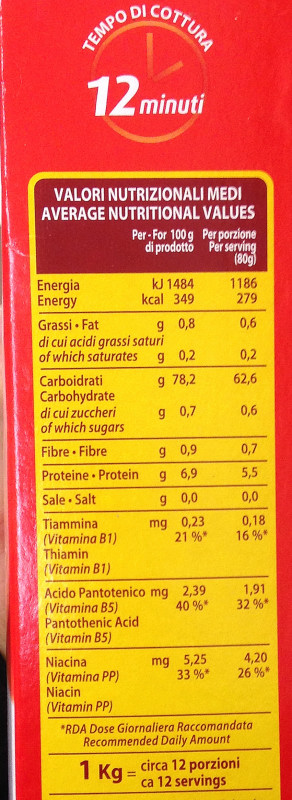 TEMPO DI COTTURA
12 minuti
VALORI NUTRIZIONALI MEDI
AVERAGE NUTRITIONAL VALUES
Per - For 100 g Per porzione
di prodotto Per serving
(80g)
Energia kJ 1484 1186
Energy kcal 349 279
Grassi • Fat g 0,8 0,6
di cui acidi grassi saturi
of which saturates g 0,2 0,2
Carboidrati g 78,2 62,6
Carbohydrate
di cui zuccheri g 0,7 0,6
of which sugars
Fibre • Fibre g 0,9 0,7
Proteine • Protein g 6,9 5,5
Sale • Salt g 0,0 0,0
Tiammina mg 0,23 0,18
(Vitamina B1) 21 %* 16 %*
Thiamin
(Vitamin B1)
Acido Pantotenico mg 2,39 1,91
(Vitamina B5) 40 %* 32 %*
Pantothenic Acid
(Vitamin B5)
Niacina mg 5,25 4,20
(Vitamina PP) 33 %* 26 %*
Niacin
(Vitamin PP)
*RDA Dose Giornaliera Raccomandata
Recommended Daily Amount
1 Kg = circa 12 porzioni
ca 12 servings